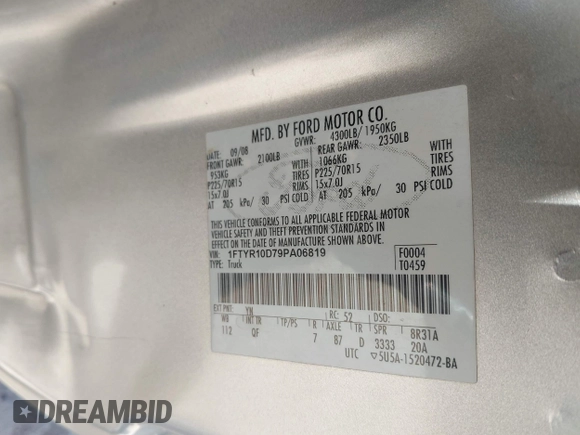 MFD. BY FORD MOTOR CO.
DATE: 09/08 GVWR: 4300LB/ 1950KG
FRONT GAWR: 2100LB REAR GAWR: 2350LB
953KG 1066KG
P225/70R15 TIRES P225/70R15 TIRES
15x7.0J RIMS 15x7.0J RIMS
AT 205 kPa/ 30 PSI COLD AT 205 kPa/ 30 PSI COLD
THIS VEHICLE CONFORMS TO ALL APPLICABLE FEDERAL MOTOR
VEHICLE SAFETY AND THEFT PREVENTION STANDARDS IN EFFECT
ON THE DATE OF MANUFACTURE SHOWN ABOVE.
VIN: 1FTYR10D79PA06819 F0004
TYPE: Truck T0459
EXT PNT: YN RC: 52
WB INT TR TP/PS R AXLE TR SPR 8R31A
112 QF 7 87 D 3333 20A
UTC ▽5U5A-1520472-BA
DREAMBID